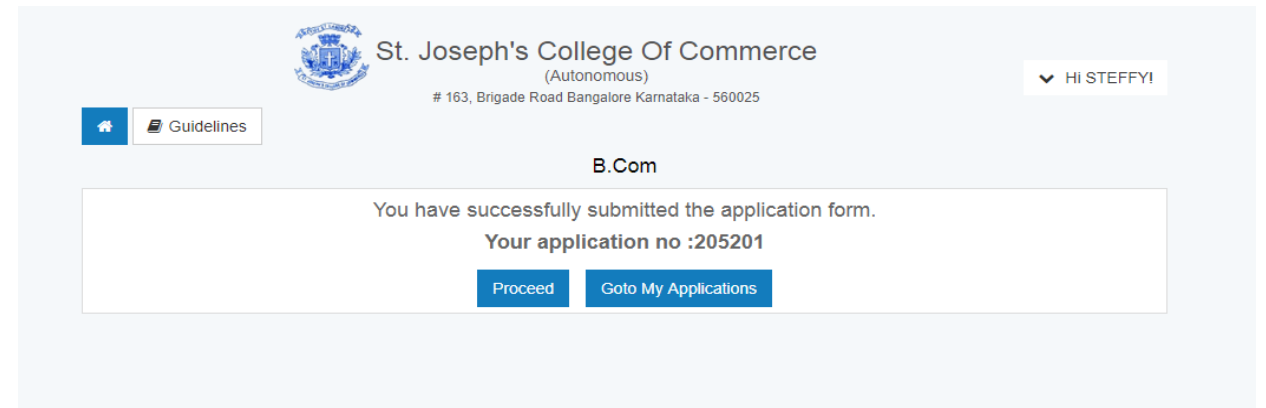 St. Joseph's College Of Commerce
(Autonomous)
# 163, Brigade Road Bangalore Karnataka - 560025
Hi STEFFY!
Guidelines
B.Com
You have successfully submitted the application form.
Your application no :205201
Proceed Goto My Applications